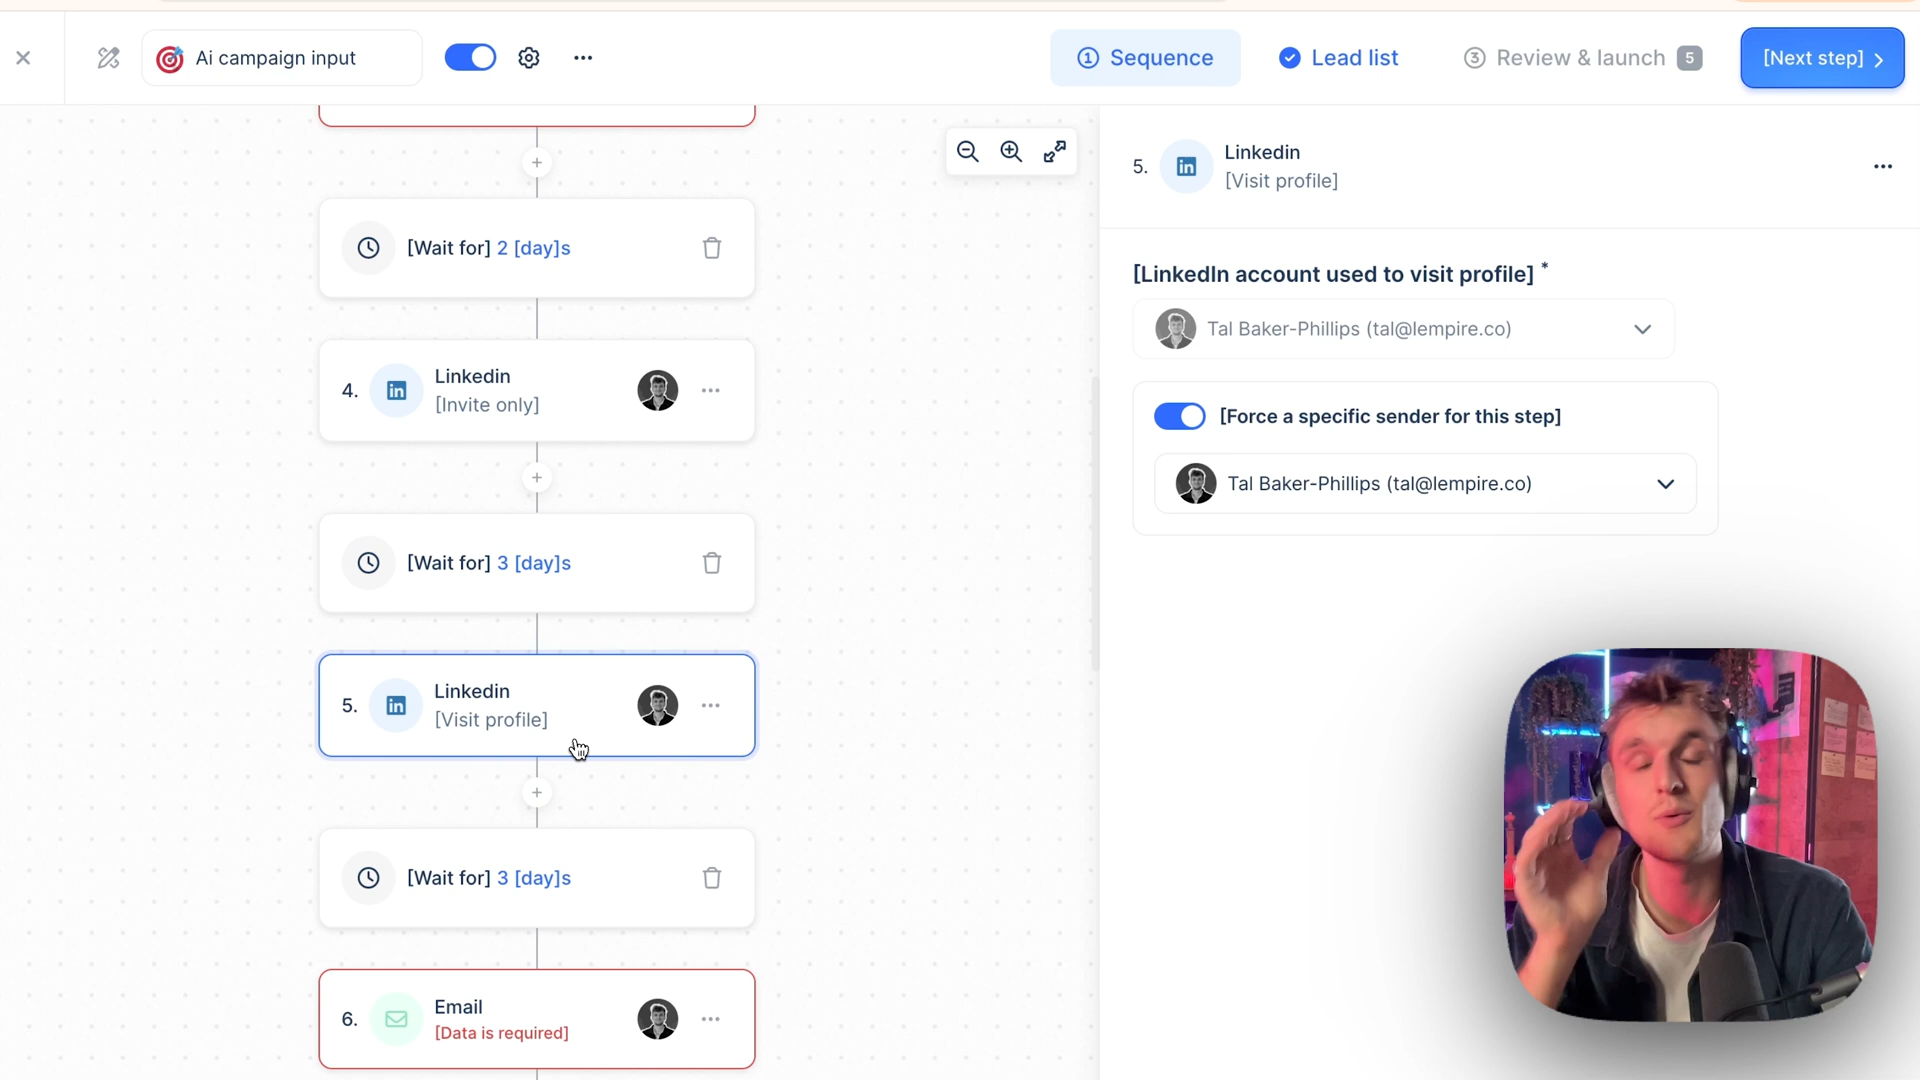 Ai campaign input
1 Sequence
Lead list
3 Review & launch 5
[Next step]
[Wait for] 2 [day]s
4. in Linkedin
[Invite only]
[Wait for] 3 [day]s
5. in Linkedin
[Visit profile]
[Wait for] 3 [day]s
6. Email
[Data is required]
5. in Linkedin
[Visit profile]
[LinkedIn account used to visit profile] *
Tal Baker-Phillips (tal@lempire.co)
[Force a specific sender for this step]
Tal Baker-Phillips (tal@lempire.co)